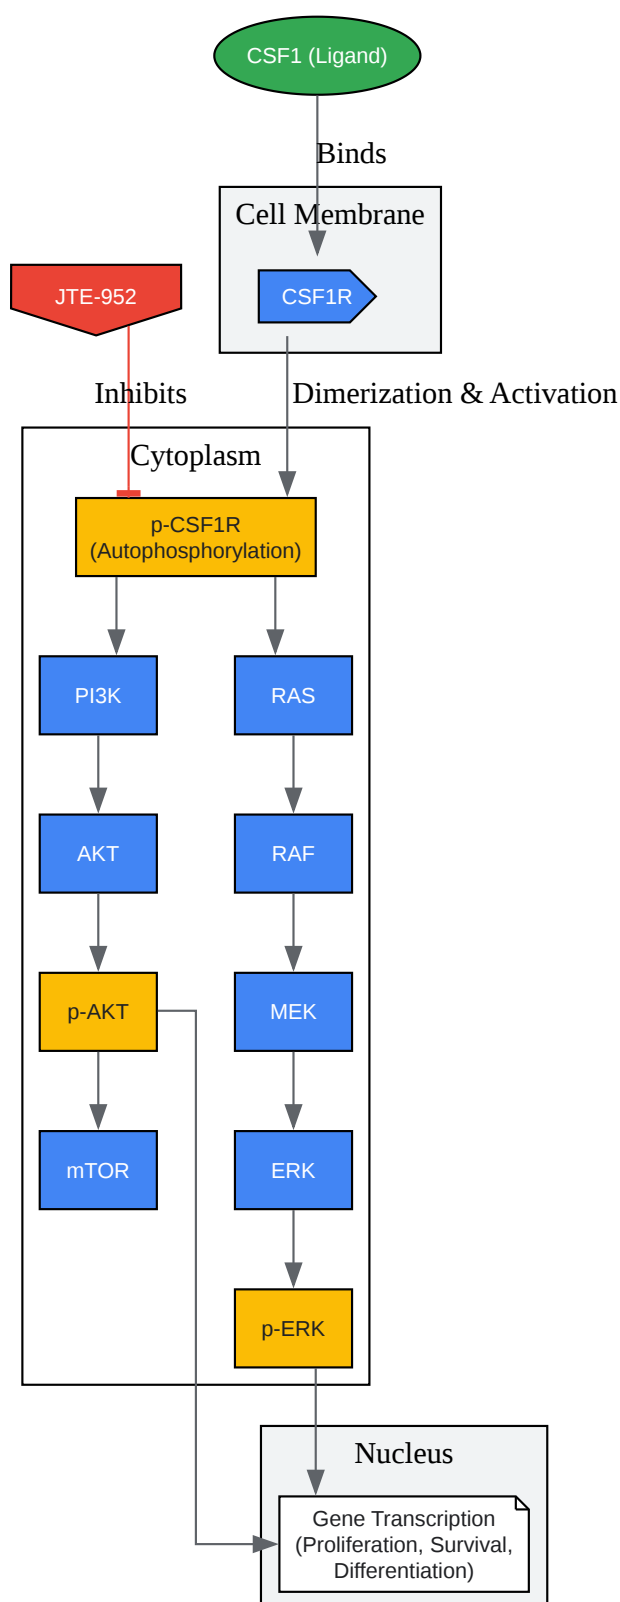 CSF1 (Ligand)
Binds
Cell Membrane
CSF1R
JTE-952
Inhibits
Dimerization & Activation
Cytoplasm
p-CSF1R
(Autophosphorylation)
PI3K
RAS
AKT
RAF
p-AKT
MEK
mTOR
ERK
p-ERK
Nucleus
Gene Transcription
(Proliferation, Survival,
Differentiation)